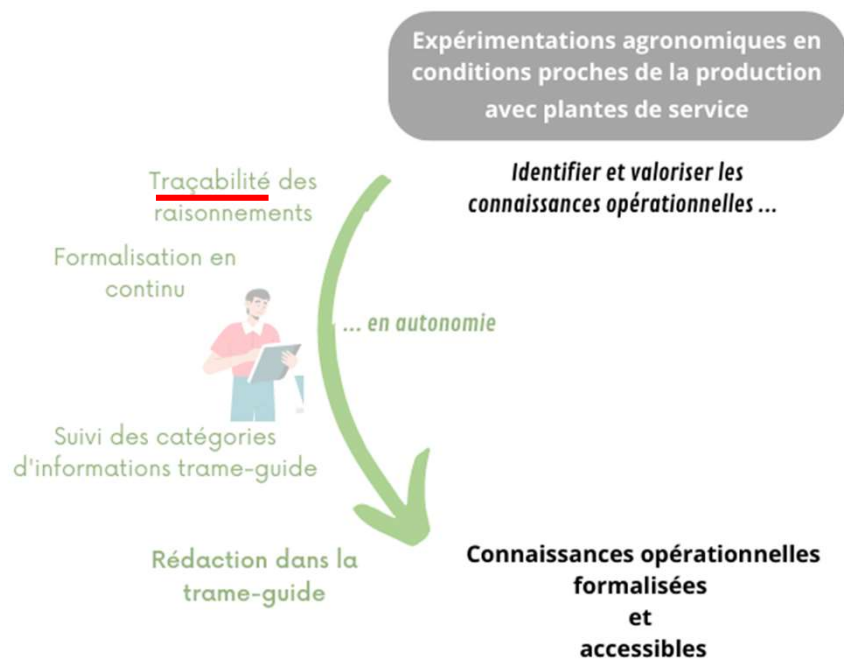 Expérimentations agronomiques en
conditions proches de la production
avec plantes de service
Identifier et valoriser les
connaissances opérationnelles ...
Traçabilité des
raisonnements
Formalisation en
continu
... en autonomie
Suivi des catégories
d'informations trame-guide
Rédaction dans la
trame-guide
Connaissances opérationnelles
formalisées
et
accessibles